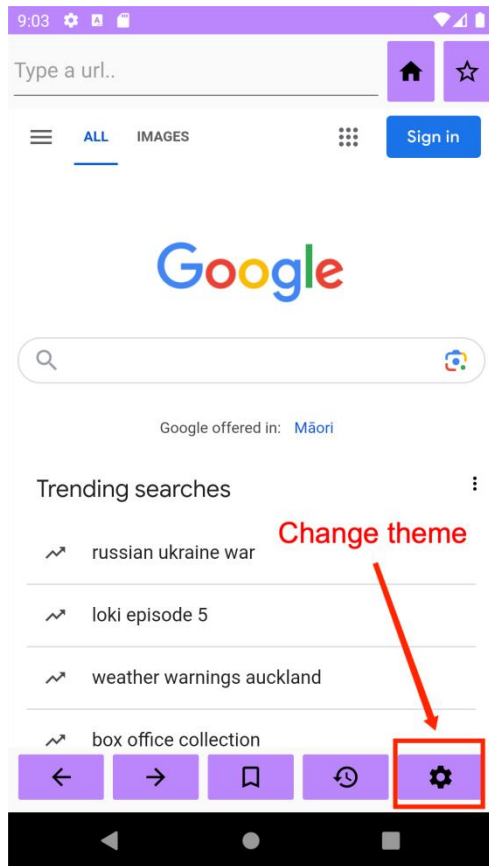 9:03
Type a url..
ALL IMAGES Sign in
Google
Google offered in: Māori
Trending searches
Change theme
russian ukraine war
loki episode 5
weather warnings auckland
box office collection